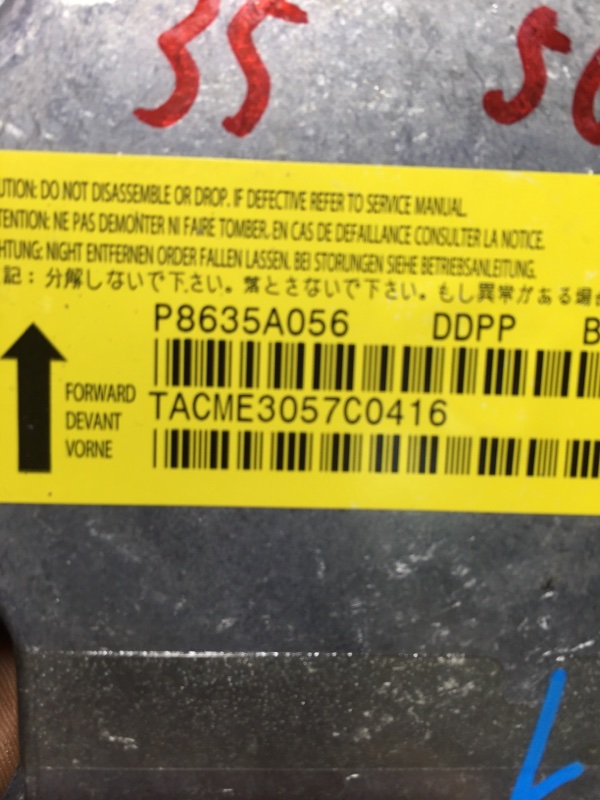 55 50
UTION: DO NOT DISASSEMBLE OR DROP. IF DEFECTIVE REFER TO SERVICE MANUAL.
TENTION: NE PAS DEMONTER NI FAIRE TOMBER. EN CAS DE DEFAILLANCE CONSULTER LA NOTICE.
HTUNG: NIGHT ENTFERNEN ORDER FALLEN LASSEN. BEI STORUNGEN SIEHE BETRIEBSANLEITUNG.
記：分解しないで下さい。落とさないで下さい。もし異常がある場合
P8635A056 DDPP B
FORWARD
DEVANT
VORNE
TACME3057C0416